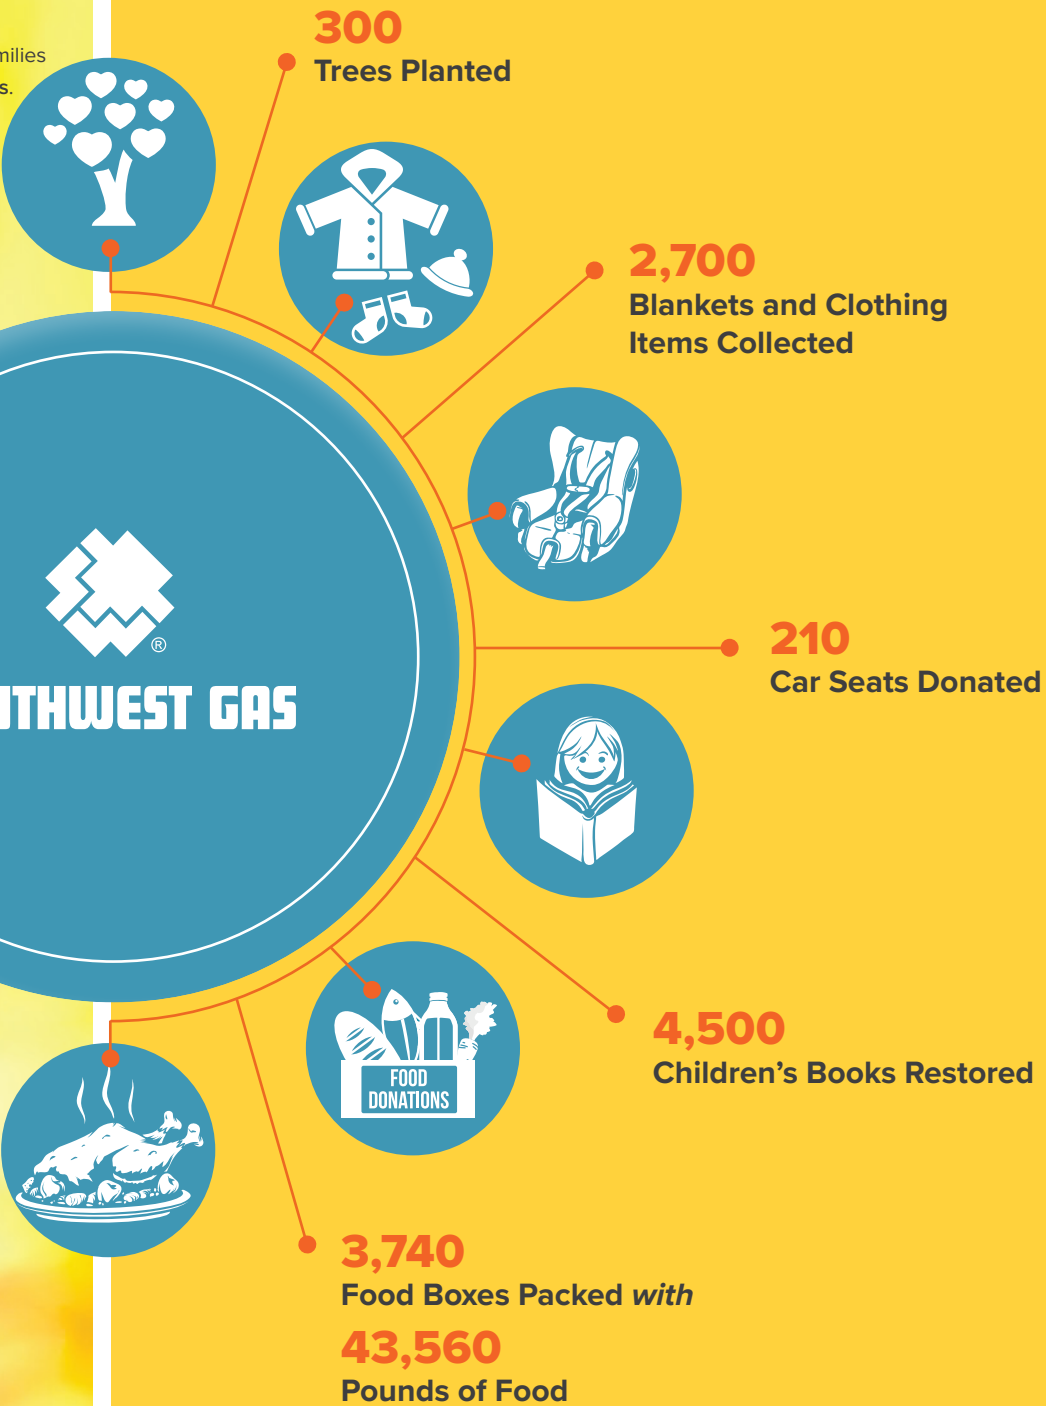 300
Trees Planted
s.
2,700
Blankets and Clothing
Items Collected
®
THWEST GAS
210
Car Seats Donated
4,500
Children's Books Restored
FOOD
DONATIONS
3,740
Food Boxes Packed with
43,560
Pounds of Food